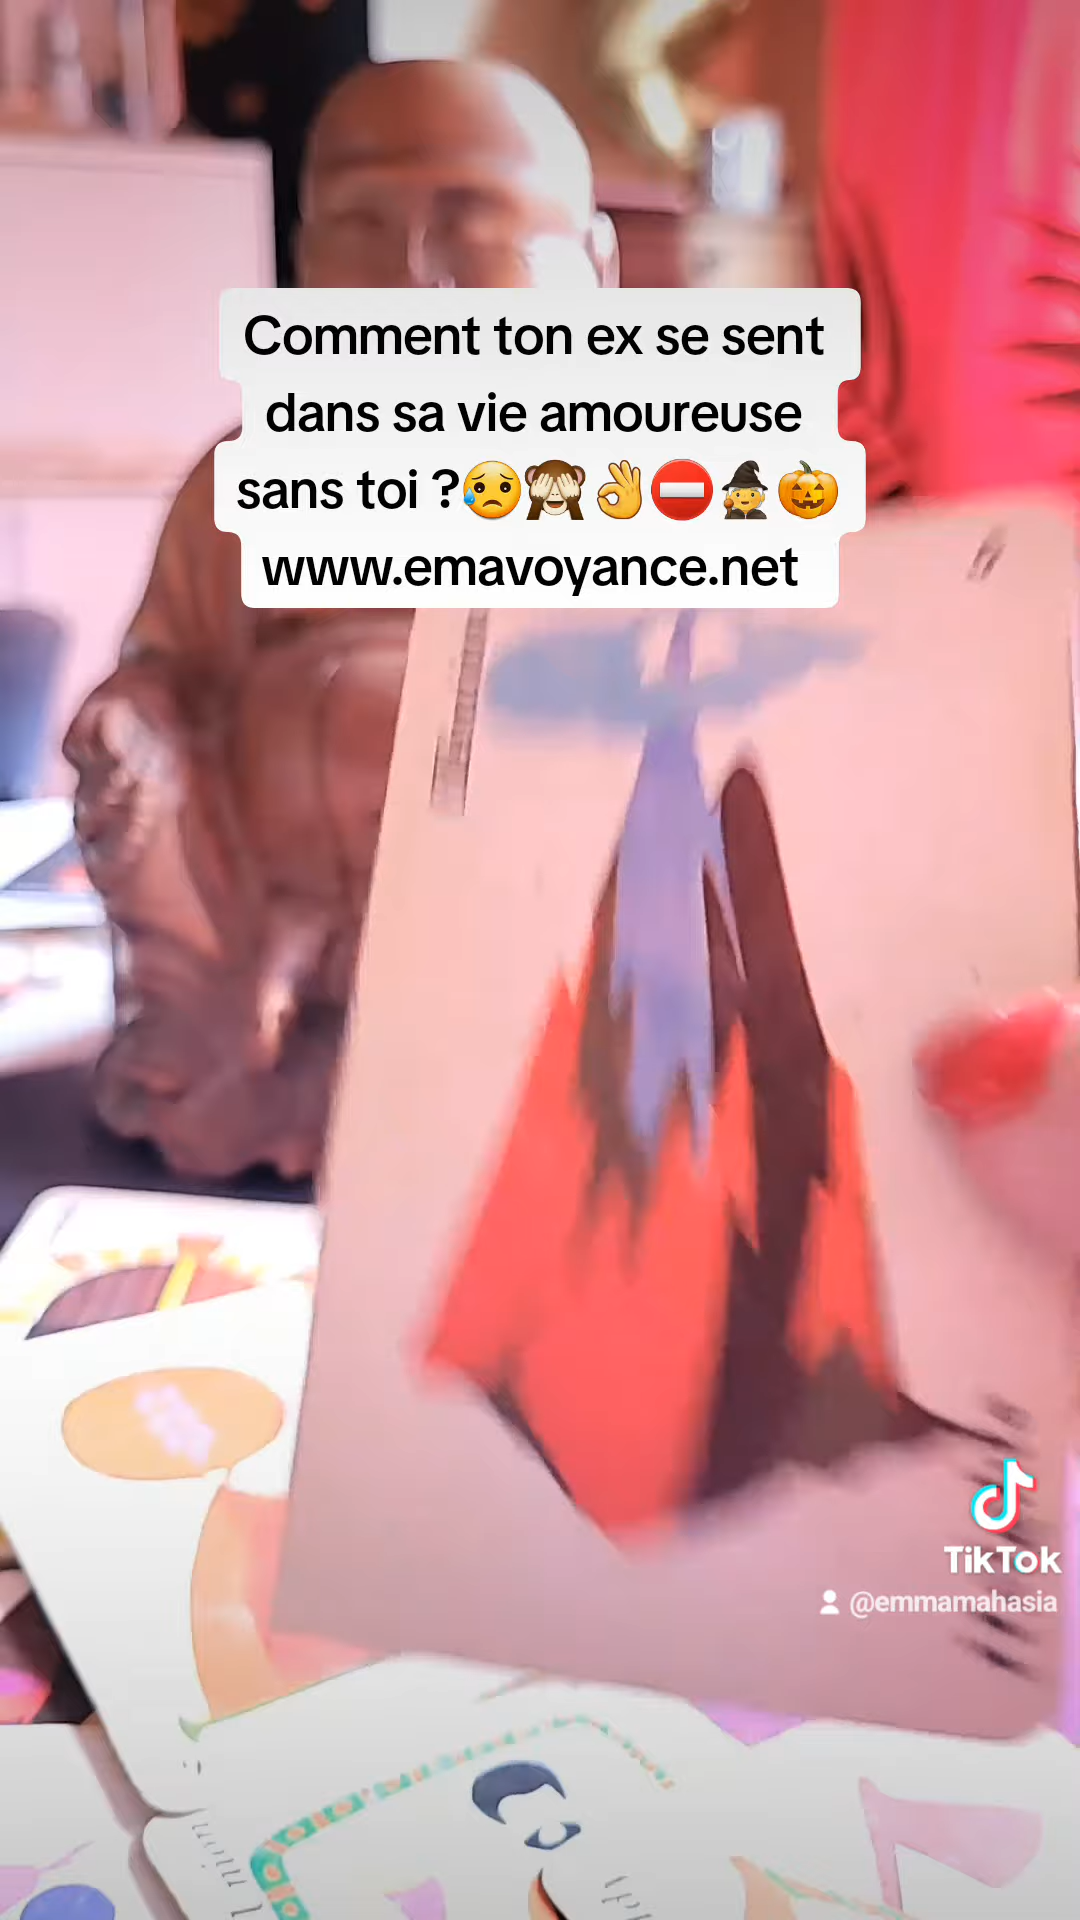 Comment ton ex se sent
dans sa vie amoureuse
sans toi ?😥🙈👌⛔🧙‍♀️🎃
www.emavoyance.net
TikTok
@emmamahasia